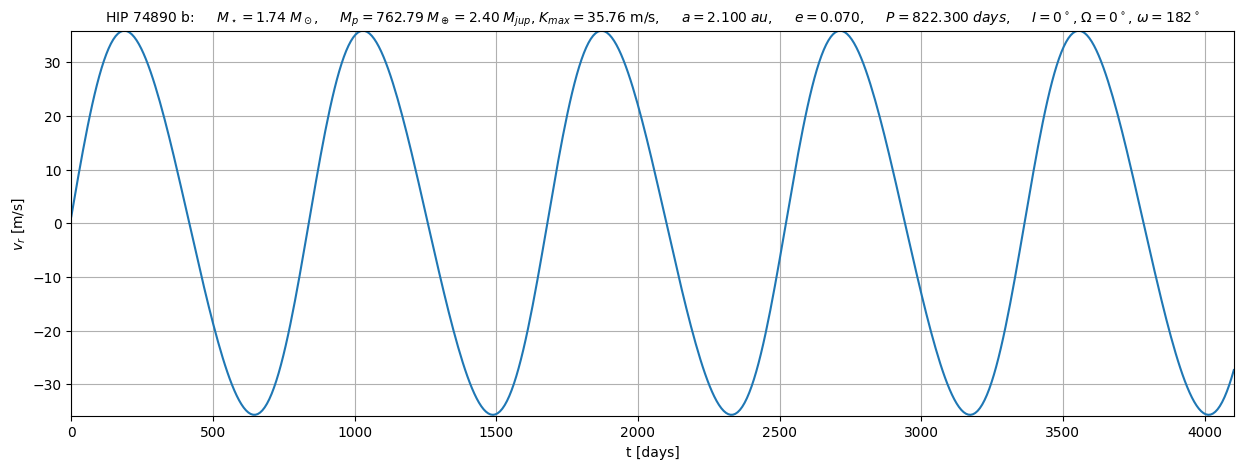 HIP 74890 b: M⋆ = 1.74 M⊙, Mp = 762.79 M⊕ = 2.40 Mjup, Kmax = 35.76 m/s, a = 2.100 au, e = 0.070, P = 822.300 days, I = 0°, Ω = 0°, ω = 182°
30
20
10
0
−10
−20
−30
vr [m/s]
0 500 1000 1500 2000 2500 3000 3500 4000
t [days]